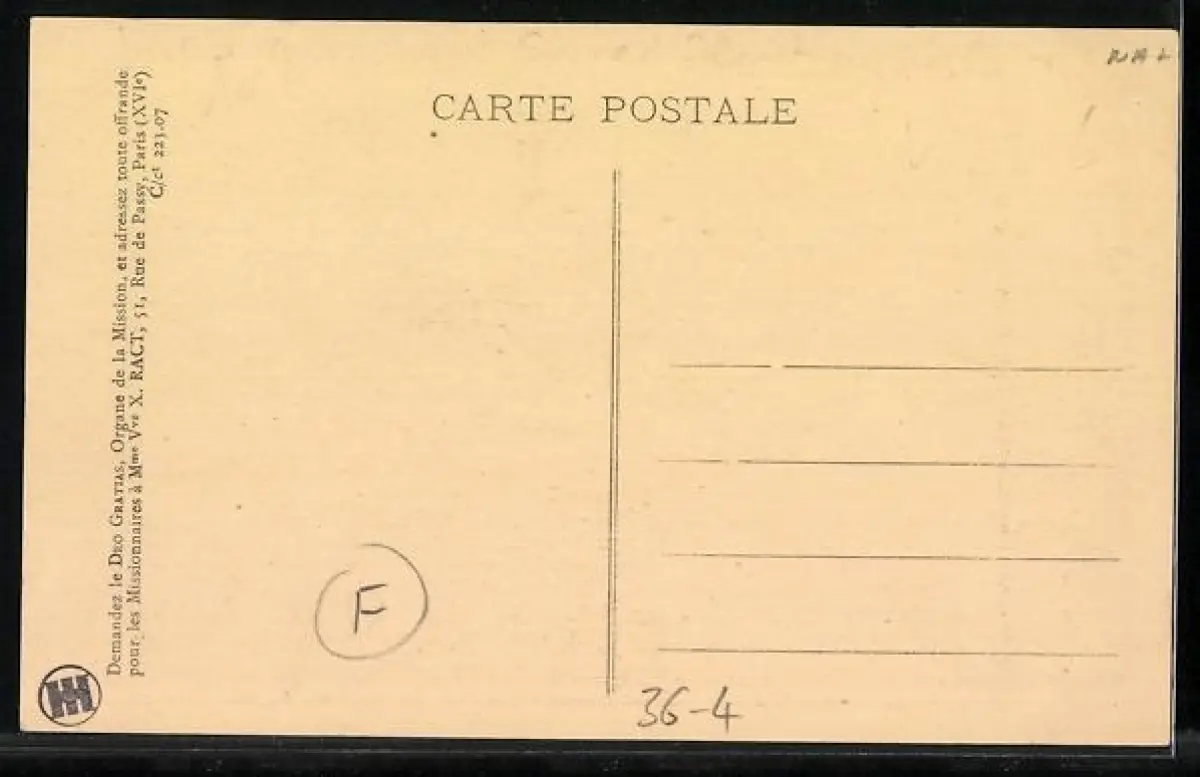 CARTE POSTALE
Demandez le DEO GRATIAS, Organe de la Mission, et adressez toute offrande
pour les Missionnaires à Mme Vve X. RACT, 51, Rue de Passy, Paris (XVIe)
C/ct 223.07
F
36-4